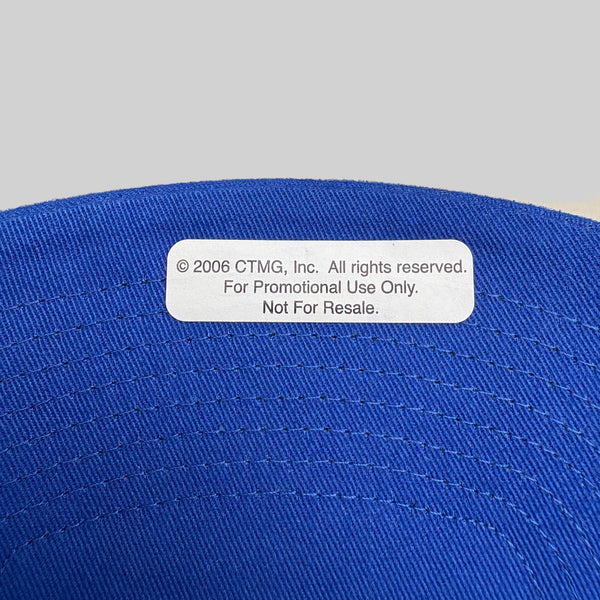 © 2006 CTMG, Inc. All rights reserved.
For Promotional Use Only.
Not For Resale.